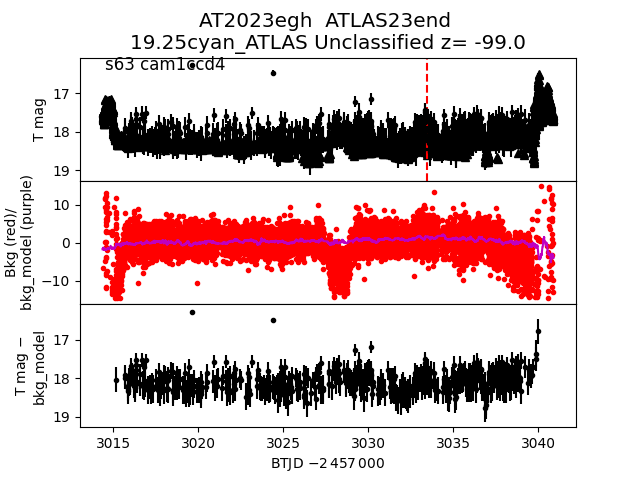 AT2023egh  ATLAS23end
19.25cyan_ATLAS Unclassified z= -99.0
s63 cam1ccd4
T mag
17
18
19
Bkg (red)/
bkg_model (purple)
10
0
−10
T mag −
bkg_model
17
18
19
3015 3020 3025 3030 3035 3040
BTJD −2 457 000